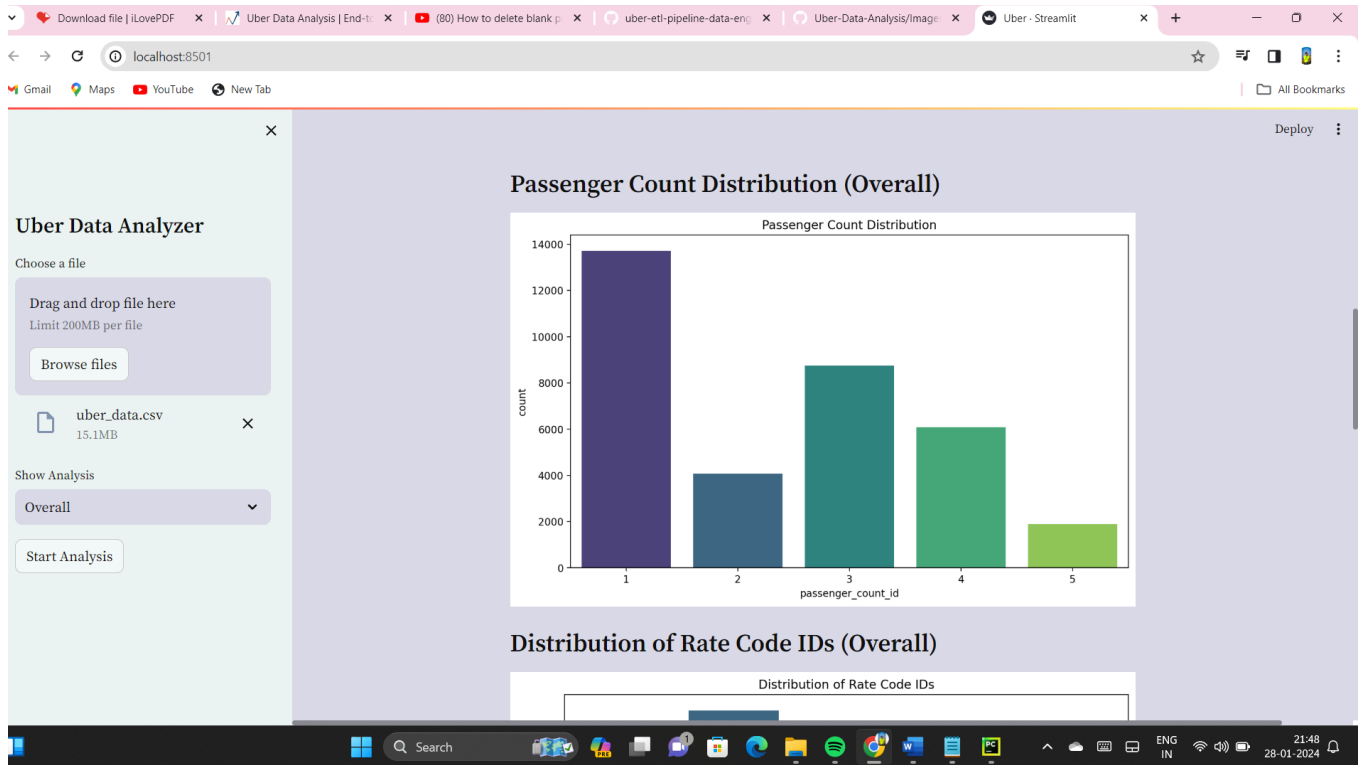 Download file | iLovePDF
Uber Data Analysis | End-to
(80) How to delete blank p
uber-etl-pipeline-data-eng
Uber-Data-Analysis/Image
Uber · Streamlit
localhost:8501
Gmail
Maps
YouTube
New Tab
All Bookmarks
Deploy
Uber Data Analyzer
Choose a file
Drag and drop file here
Limit 200MB per file
Browse files
uber_data.csv
15.1MB
Show Analysis
Overall
Start Analysis
Passenger Count Distribution (Overall)
Passenger Count Distribution
14000
12000
10000
8000
6000
4000
2000
0
count
1 2 3 4 5
passenger_count_id
Distribution of Rate Code IDs (Overall)
Distribution of Rate Code IDs
Search
PRE
1
W
PC
ENG
IN
21:48
28-01-2024